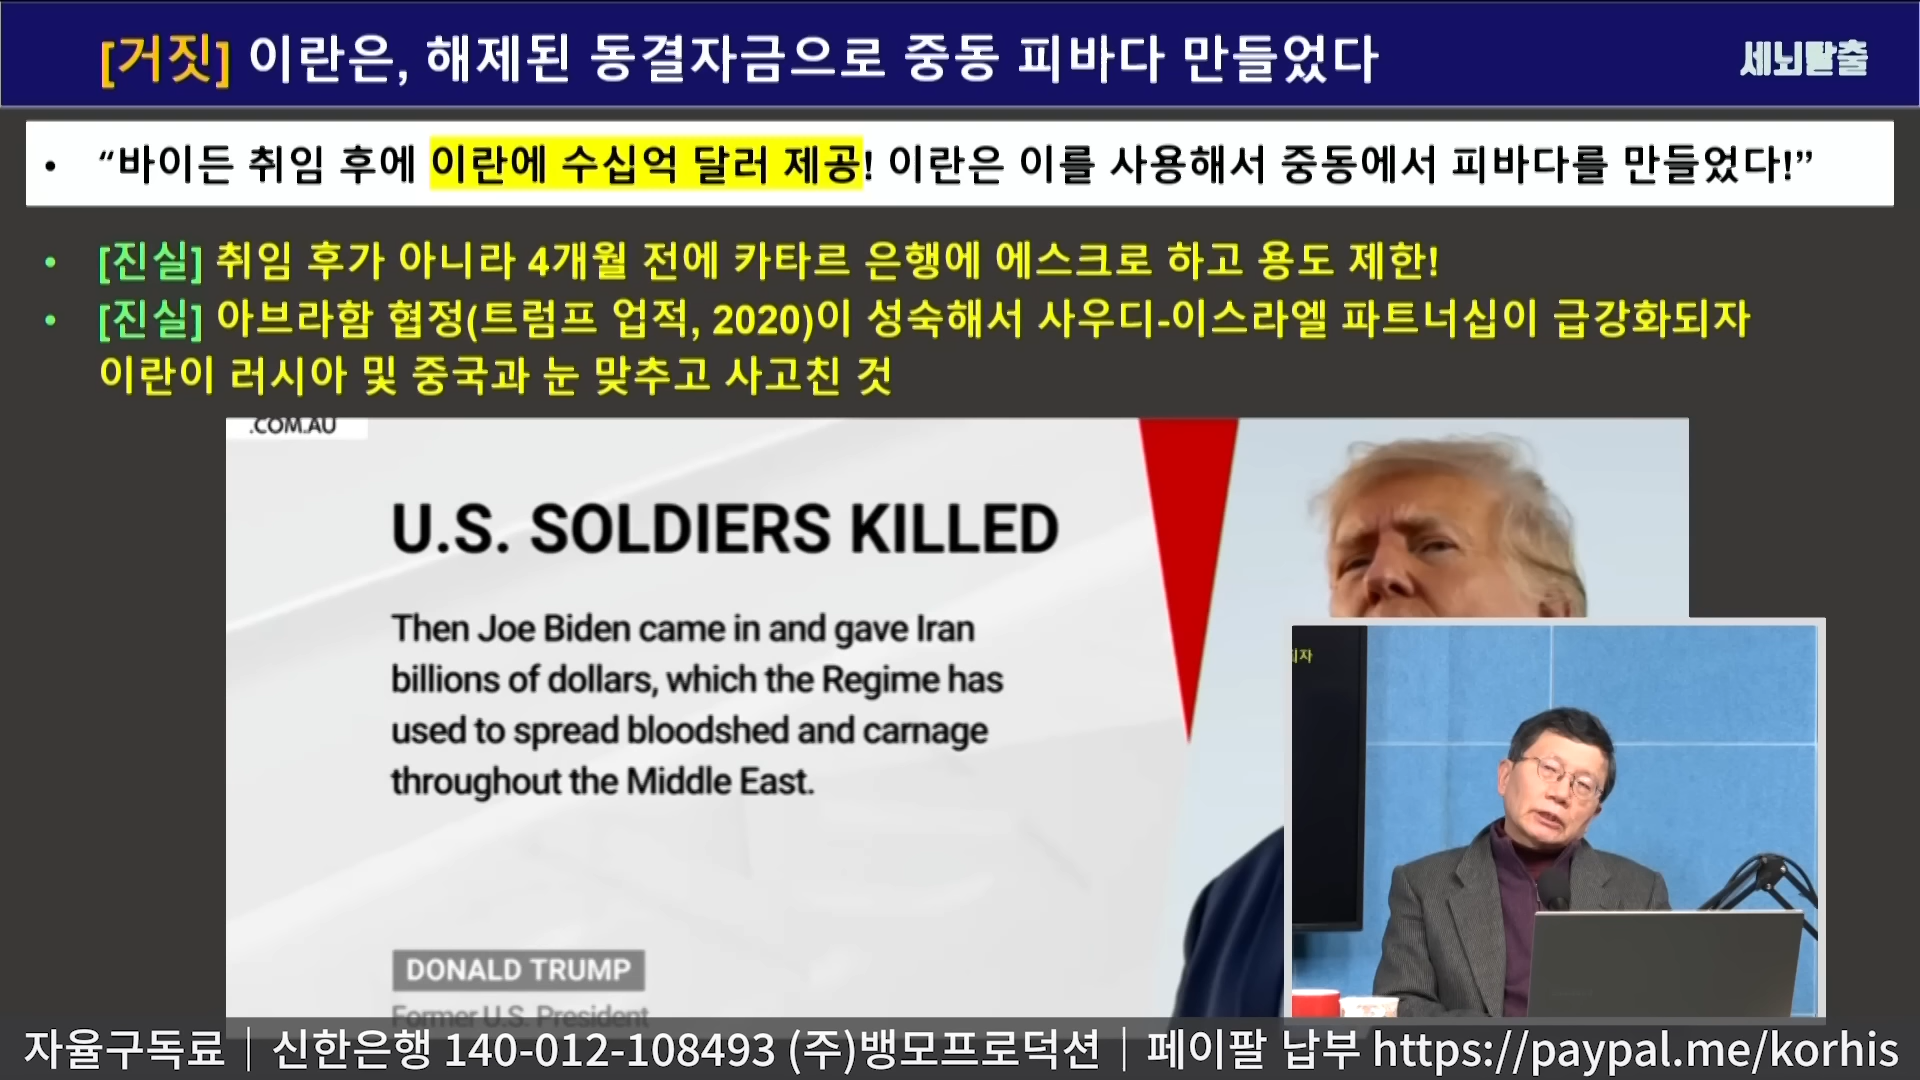 [거짓] 이란은, 해제된 동결자금으로 중동 피바다 만들었다
세뇌탈출
• “바이든 취임 후에 이란에 수십억 달러 제공! 이란은 이를 사용해서 중동에서 피바다를 만들었다!”
• [진실] 취임 후가 아니라 4개월 전에 카타르 은행에 에스크로 하고 용도 제한!
• [진실] 아브라함 협정(트럼프 업적, 2020)이 성숙해서 사우디-이스라엘 파트너십이 급강화되자
이란이 러시아 및 중국과 눈 맞추고 사고친 것
.COM.AU
U.S. SOLDIERS KILLED
Then Joe Biden came in and gave Iran
billions of dollars, which the Regime has
used to spread bloodshed and carnage
throughout the Middle East.
DONALD TRUMP
Former U.S. President
되자
자율구독료｜신한은행 140-012-108493 (주)뱅모프로덕션｜페이팔 납부 https://paypal.me/korhis